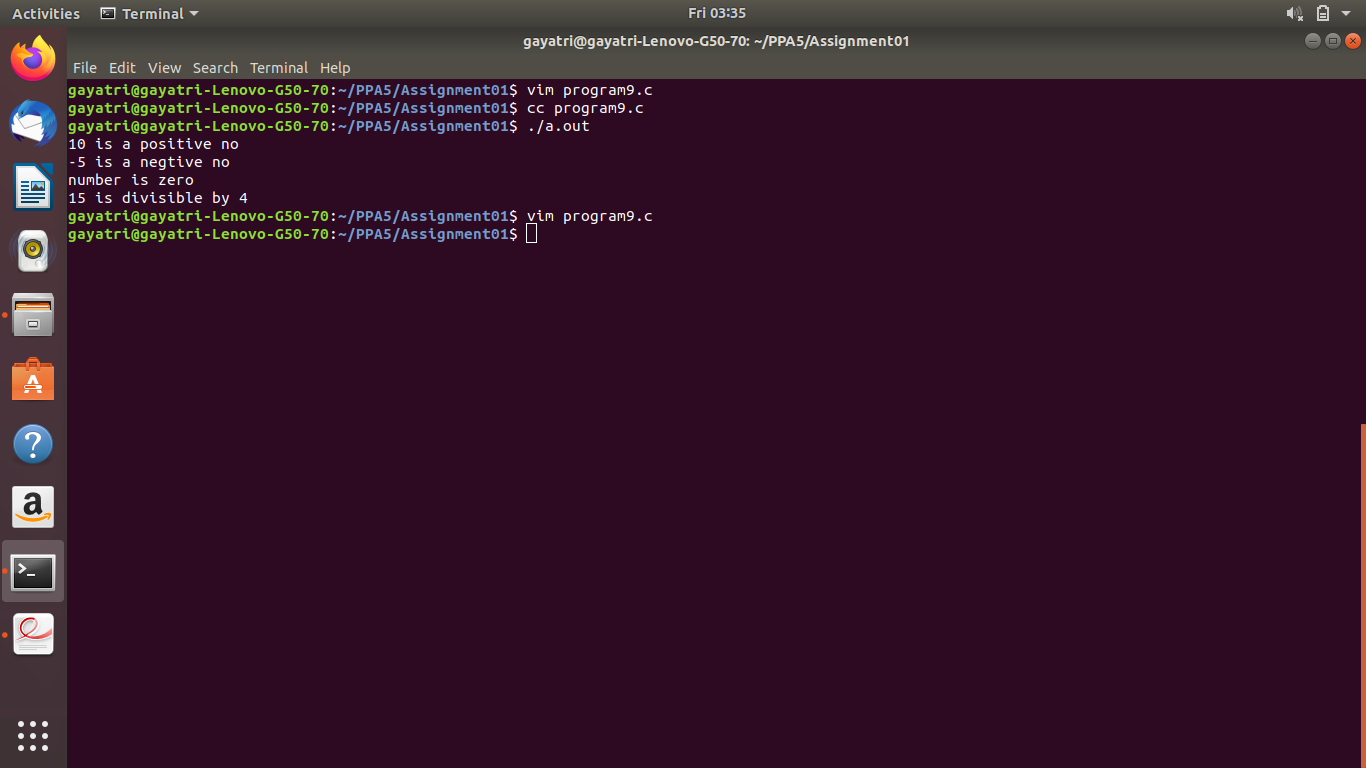 Activities Terminal Fri 03:35
gayatri@gayatri-Lenovo-G50-70: ~/PPA5/Assignment01
File Edit View Search Terminal Help
gayatri@gayatri-Lenovo-G50-70:~/PPA5/Assignment01$ vim program9.c
gayatri@gayatri-Lenovo-G50-70:~/PPA5/Assignment01$ cc program9.c
gayatri@gayatri-Lenovo-G50-70:~/PPA5/Assignment01$ ./a.out
10 is a positive no
-5 is a negtive no
number is zero
15 is divisible by 4
gayatri@gayatri-Lenovo-G50-70:~/PPA5/Assignment01$ vim program9.c
gayatri@gayatri-Lenovo-G50-70:~/PPA5/Assignment01$